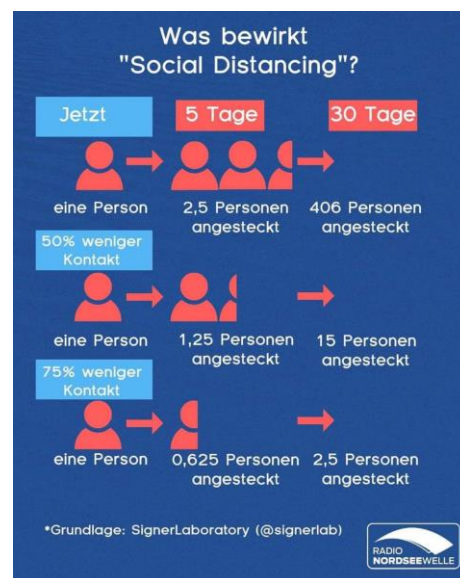 Was bewirkt
"Social Distancing"?
Jetzt
5 Tage
30 Tage
eine Person
2,5 Personen
angesteckt
406 Personen
angesteckt
50% weniger
Kontakt
eine Person
1,25 Personen
angesteckt
15 Personen
angesteckt
75% weniger
Kontakt
eine Person
0,625 Personen
angesteckt
2,5 Personen
angesteckt
*Grundlage: SignerLaboratory (@signerlab)
RADIO
NORDSEEWELLE